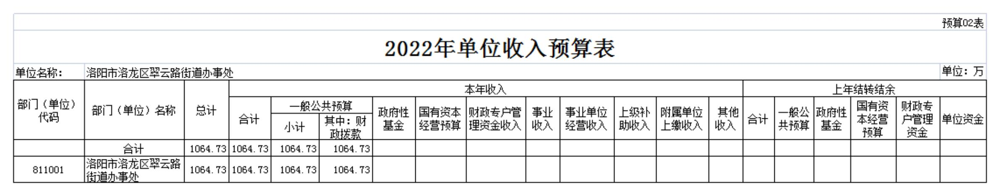 预算02表
2022年单位收入预算表
单位名称： 洛阳市洛龙区翠云路街道办事处 单位：万
部门（单位）
代码
部门（单位）名称
总计
本年收入
合计
一般公共预算
小计
其中：财
政拨款
政府性
基金
国有资本
经营预算
财政专户管
理资金收入
事业
收入
事业单位
经营收入
上级补
助收入
附属单位
上缴收入
其他
收入
上年结转结余
合计
一般公
共预算
政府性
基金
国有资
本经营
预算
财政专
户管理
资金
单位资金
合计 1064.73 1064.73 1064.73 1064.73
811001
洛阳市洛龙区翠云路
街道办事处
1064.73 1064.73 1064.73 1064.73